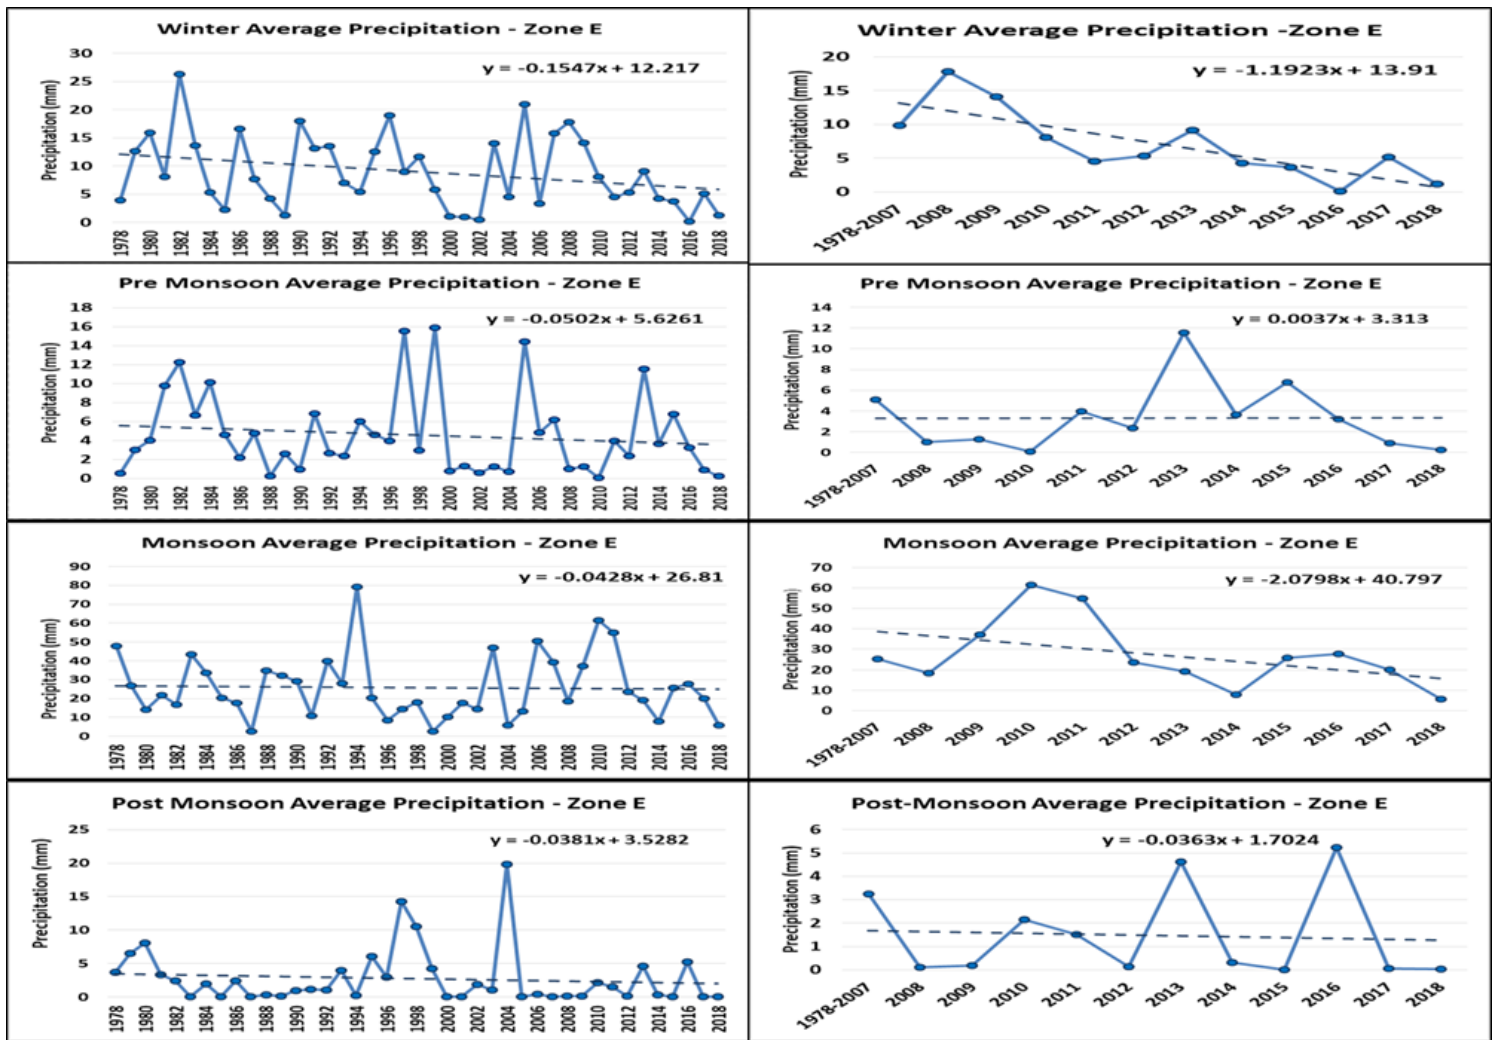 Winter Average Precipitation - Zone E
y = -0.1547x + 12.217
Precipitation (mm)
30
25
20
15
10
5
0
1978 1980 1982 1984 1986 1988 1990 1992 1994 1996 1998 2000 2002 2004 2006 2008 2010 2012 2014 2016 2018
Winter Average Precipitation -Zone E
y = -1.1923x + 13.91
Precipitation (mm)
20
15
10
5
0
1978-2007 2008 2009 2010 2011 2012 2013 2014 2015 2016 2017 2018
Pre Monsoon Average Precipitation - Zone E
y = -0.0502x + 5.6261
Precipitation (mm)
18
16
14
12
10
8
6
4
2
0
1978 1980 1982 1984 1986 1988 1990 1992 1994 1996 1998 2000 2002 2004 2006 2008 2010 2012 2014 2016 2018
Pre Monsoon Average Precipitation - Zone E
y = 0.0037x + 3.313
Precipitation (mm)
14
12
10
8
6
4
2
0
1978-2007 2008 2009 2010 2011 2012 2013 2014 2015 2016 2017 2018
Monsoon Average Precipitation - Zone E
y = -0.0428x + 26.81
Precipitation (mm)
90
80
70
60
50
40
30
20
10
0
1978 1980 1982 1984 1986 1988 1990 1992 1994 1996 1998 2000 2002 2004 2006 2008 2010 2012 2014 2016 2018
Monsoon Average Precipitation - Zone E
y = -2.0798x + 40.797
Precipitation (mm)
70
60
50
40
30
20
10
0
1978-2007 2008 2009 2010 2011 2012 2013 2014 2015 2016 2017 2018
Post Monsoon Average Precipitation - Zone E
y = -0.0381x + 3.5282
Precipitation (mm)
25
20
15
10
5
0
1978 1980 1982 1984 1986 1988 1990 1992 1994 1996 1998 2000 2002 2004 2006 2008 2010 2012 2014 2016 2018
Post-Monsoon Average Precipitation - Zone E
y = -0.0363x + 1.7024
Precipitation (mm)
6
5
4
3
2
1
0
1978-2007 2008 2009 2010 2011 2012 2013 2014 2015 2016 2017 2018